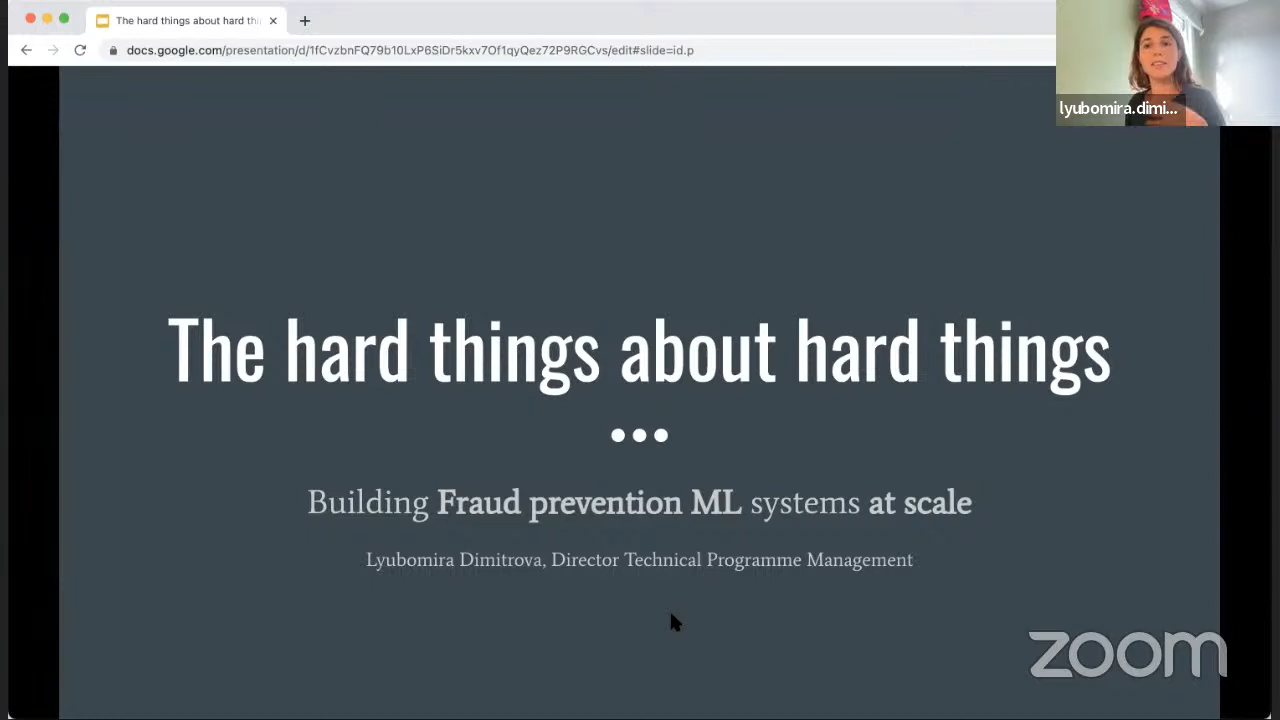 The hard things about hard thi
docs.google.com/presentation/d/1fCvzbnFQ79b10LxP6SiDr5kxv7Of1qyQez72P9RGCvs/edit#slide=id.p
lyubomira.dimi...
The hard things about hard things
Building Fraud prevention ML systems at scale
Lyubomira Dimitrova, Director Technical Programme Management
zoom